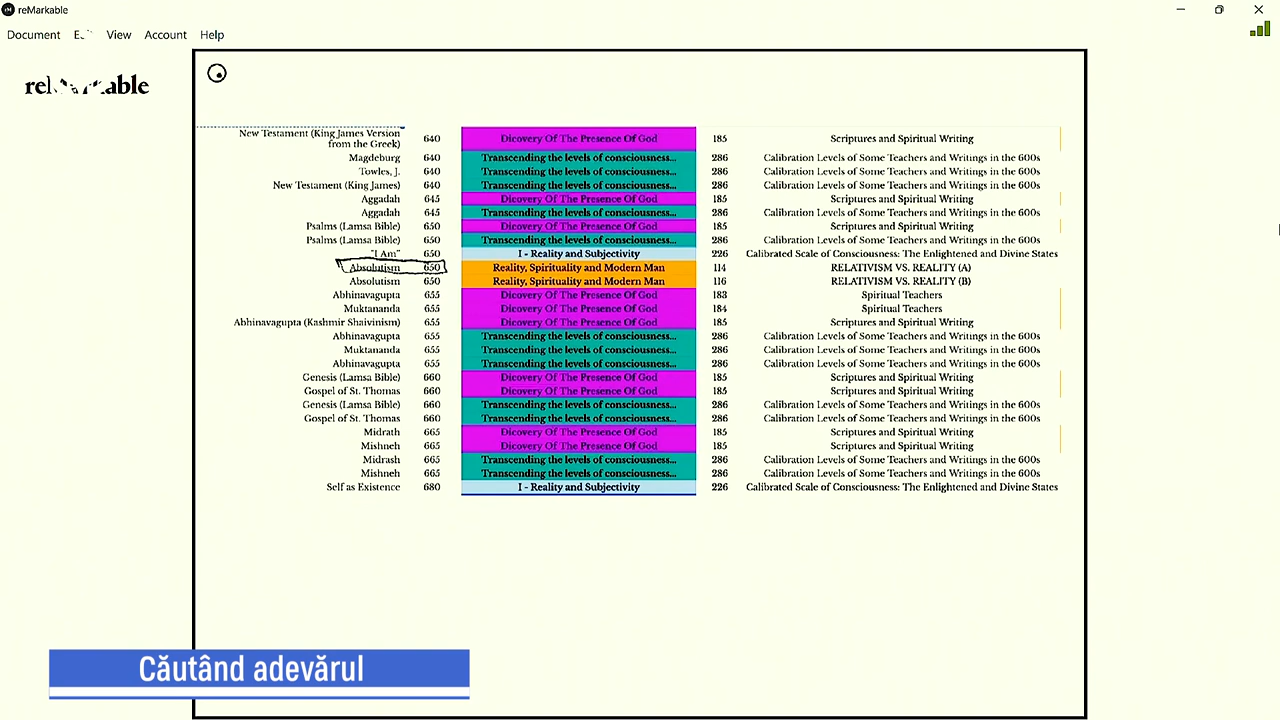 reMarkable
Document View Account Help
New Testament (King James Version from the Greek) 640 Dicovery Of The Presence Of God 185 Scriptures and Spiritual Writing
Magdeburg 640 Transcending the levels of consciousness... 286 Calibration Levels of Some Teachers and Writings in the 600s
Towles, J. 640 Transcending the levels of consciousness... 286 Calibration Levels of Some Teachers and Writings in the 600s
New Testament (King James) 640 Transcending the levels of consciousness... 286 Calibration Levels of Some Teachers and Writings in the 600s
Aggadah 645 Dicovery Of The Presence Of God 185 Scriptures and Spiritual Writing
Aggadah 645 Transcending the levels of consciousness... 286 Calibration Levels of Some Teachers and Writings in the 600s
Psalms (Lamsa Bible) 650 Dicovery Of The Presence Of God 185 Scriptures and Spiritual Writing
Psalms (Lamsa Bible) 650 Transcending the levels of consciousness... 286 Calibration Levels of Some Teachers and Writings in the 600s
"I Am" 650 I - Reality and Subjectivity 226 Calibrated Scale of Consciousness: The Enlightened and Divine States
Absolutism 650 Reality, Spirituality and Modern Man 114 RELATIVISM VS. REALITY (A)
Absolutism 650 Reality, Spirituality and Modern Man 116 RELATIVISM VS. REALITY (B)
Abhinavagupta 655 Dicovery Of The Presence Of God 183 Spiritual Teachers
Muktananda 655 Dicovery Of The Presence Of God 184 Spiritual Teachers
Abhinavagupta (Kashmir Shaivinism) 655 Dicovery Of The Presence Of God 185 Scriptures and Spiritual Writing
Abhinavagupta 655 Transcending the levels of consciousness... 286 Calibration Levels of Some Teachers and Writings in the 600s
Muktananda 655 Transcending the levels of consciousness... 286 Calibration Levels of Some Teachers and Writings in the 600s
Abhinavagupta 655 Transcending the levels of consciousness... 286 Calibration Levels of Some Teachers and Writings in the 600s
Genesis (Lamsa Bible) 660 Dicovery Of The Presence Of God 185 Scriptures and Spiritual Writing
Gospel of St. Thomas 660 Dicovery Of The Presence Of God 185 Scriptures and Spiritual Writing
Genesis (Lamsa Bible) 660 Transcending the levels of consciousness... 286 Calibration Levels of Some Teachers and Writings in the 600s
Gospel of St. Thomas 660 Transcending the levels of consciousness... 286 Calibration Levels of Some Teachers and Writings in the 600s
Midrath 665 Dicovery Of The Presence Of God 185 Scriptures and Spiritual Writing
Mishneh 665 Dicovery Of The Presence Of God 185 Scriptures and Spiritual Writing
Midrash 665 Transcending the levels of consciousness... 286 Calibration Levels of Some Teachers and Writings in the 600s
Mishneh 665 Transcending the levels of consciousness... 286 Calibration Levels of Some Teachers and Writings in the 600s
Self as Existence 680 I - Reality and Subjectivity 226 Calibrated Scale of Consciousness: The Enlightened and Divine States
Căutând adevărul